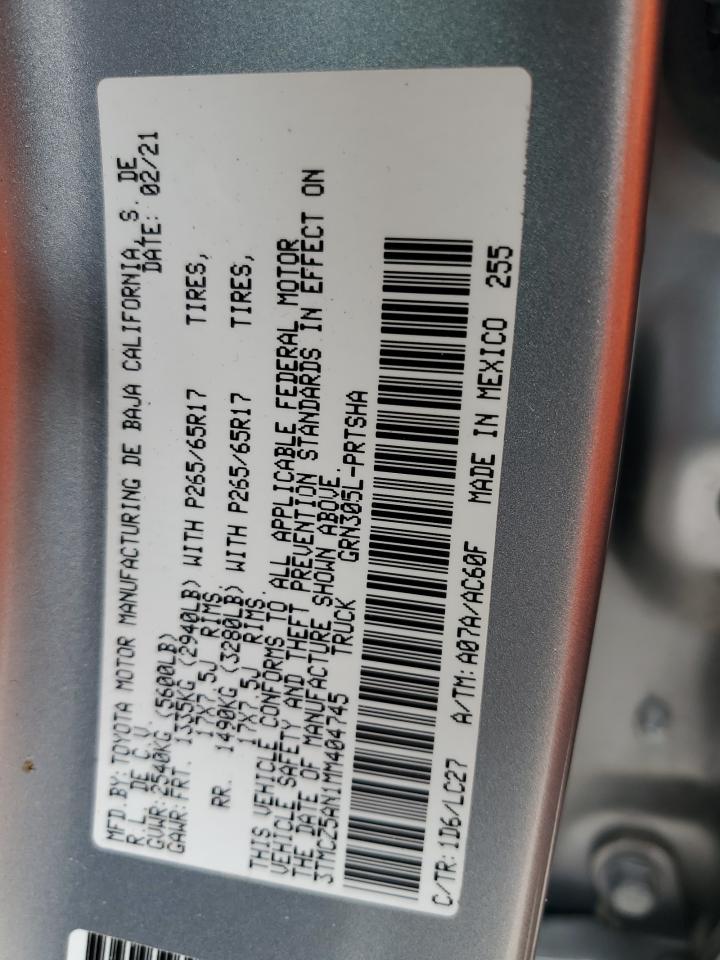 MFD. BY: TOYOTA MOTOR MANUFACTURING DE BAJA CALIFORNIA, S. DE
R. L. DE C. V. DATE: 02/21
GVWR: 2540KG (5600LB)
GAWR: FRT. 1335KG (2940LB) WITH P265/65R17 TIRES,
17X7.5J RIMS.
RR. 1490KG (3280LB) WITH P265/65R17 TIRES,
17X7.5J RIMS.
THIS VEHICLE CONFORMS TO ALL APPLICABLE FEDERAL MOTOR
VEHICLE SAFETY AND THEFT PREVENTION STANDARDS IN EFFECT ON
THE DATE OF MANUFACTURE SHOWN ABOVE.
3TMCZ5AN1MM404745 TRUCK GRN305L-PRTSHA
C/TR: 1D6/LC27 A/TM: A07A/AC60F MADE IN MEXICO 255